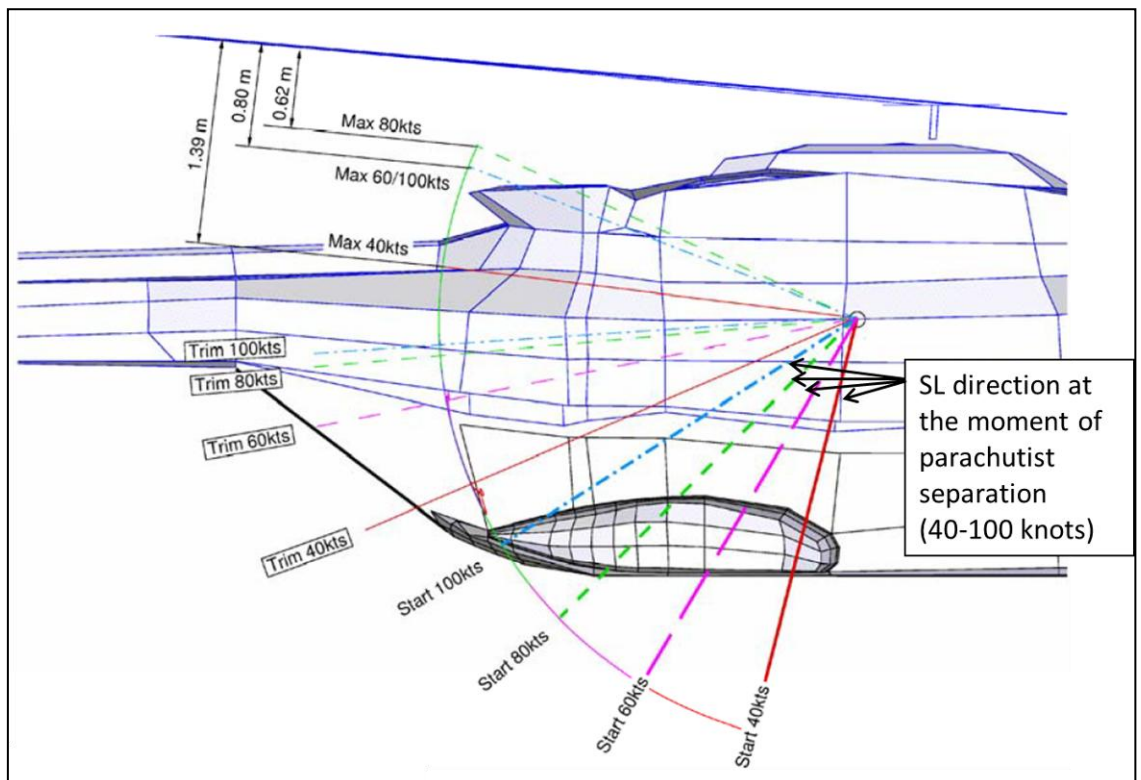 1.39 m
0.80 m
0.62 m
Max 80kts
Max 60/100kts
Max 40kts
Trim 100kts
Trim 80kts
Trim 60kts
Trim 40kts
Start 100kts
Start 80kts
Start 60kts
Start 40kts
SL direction at
the moment of
parachutist
separation
(40-100 knots)